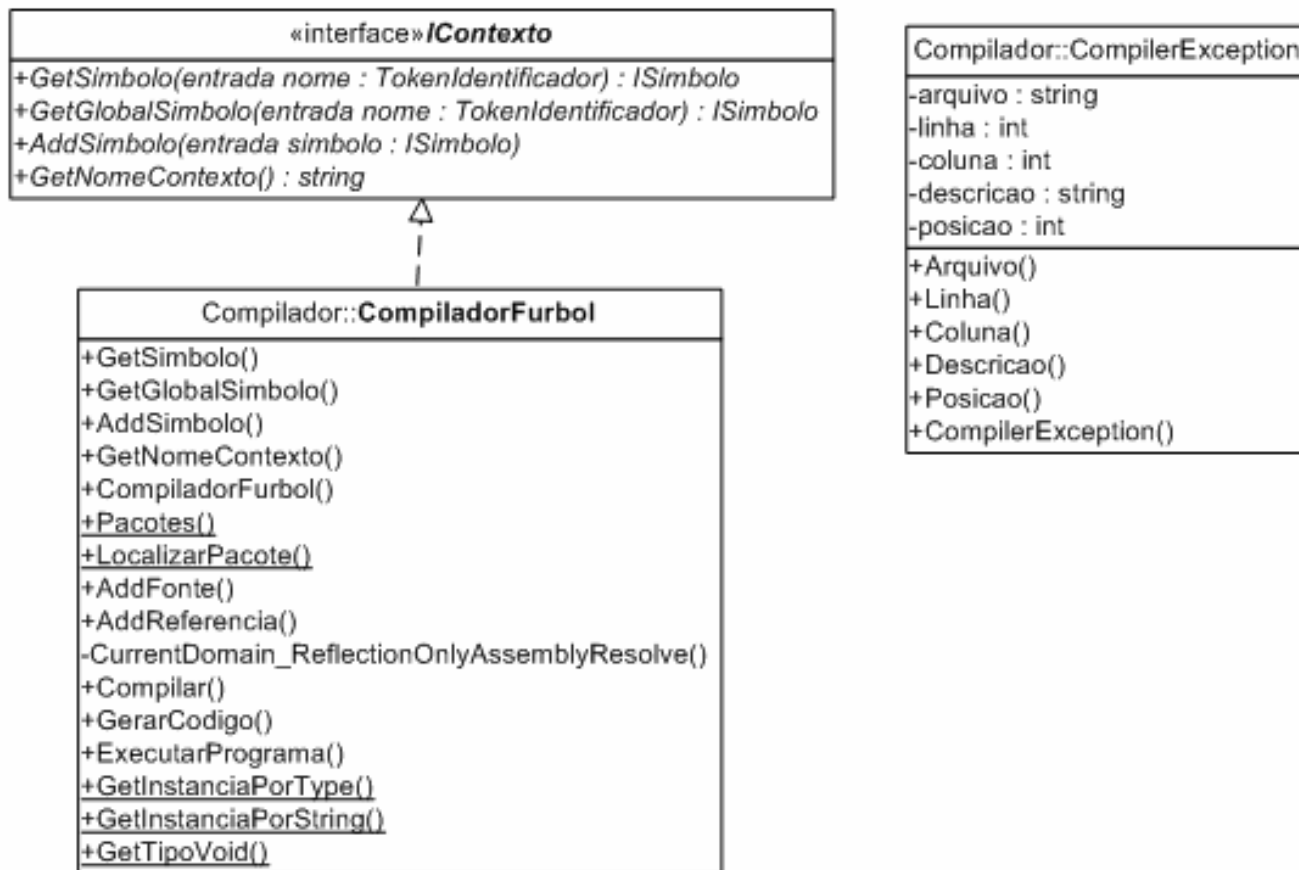 «interface»IContexto
+GetSimbolo(entrada nome : TokenIdentificador) : ISimbolo
+GetGlobalSimbolo(entrada nome : TokenIdentificador) : ISimbolo
+AddSimbolo(entrada simbolo : ISimbolo)
+GetNomeContexto() : string
Compilador::CompiladorFurbol
+GetSimbolo()
+GetGlobalSimbolo()
+AddSimbolo()
+GetNomeContexto()
+CompiladorFurbol()
+Pacotes()
+LocalizarPacote()
+AddFonte()
+AddReferencia()
-CurrentDomain_ReflectionOnlyAssemblyResolve()
+Compilar()
+GerarCodigo()
+ExecutarPrograma()
+GetInstanciaPorType()
+GetInstanciaPorString()
+GetTipoVoid()
Compilador::CompilerException
-arquivo : string
-linha : int
-coluna : int
-descricao : string
-posicao : int
+Arquivo()
+Linha()
+Coluna()
+Descricao()
+Posicao()
+CompilerException()